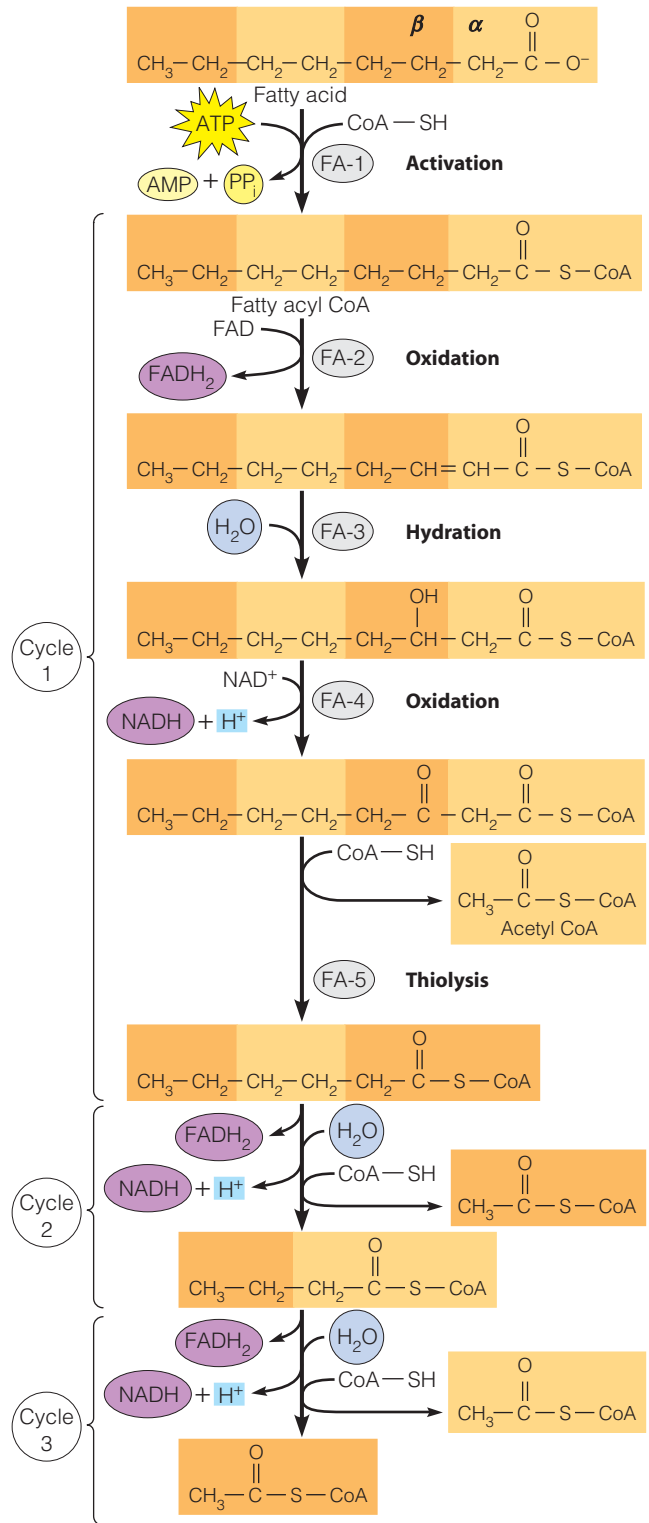 β α
O
||
CH₃—CH₂—CH₂—CH₂—CH₂—CH₂—CH₂—C—O⁻
Fatty acid
ATP CoA—SH
FA-1 Activation
AMP + PPᵢ
O
||
CH₃—CH₂—CH₂—CH₂—CH₂—CH₂—CH₂—C—S—CoA
Fatty acyl CoA
FAD
FA-2 Oxidation
FADH₂
O
||
CH₃—CH₂—CH₂—CH₂—CH₂—CH=CH—C—S—CoA
H₂O FA-3 Hydration
OH O
| ||
CH₃—CH₂—CH₂—CH₂—CH₂—CH—CH₂—C—S—CoA
Cycle
1
NAD⁺
FA-4 Oxidation
NADH + H⁺
O O
|| ||
CH₃—CH₂—CH₂—CH₂—CH₂—C—CH₂—C—S—CoA
CoA—SH
O
||
CH₃—C—S—CoA
Acetyl CoA
FA-5 Thiolysis
O
||
CH₃—CH₂—CH₂—CH₂—CH₂—C—S—CoA
FADH₂ H₂O
NADH + H⁺ CoA—SH
Cycle
2
O
||
CH₃—C—S—CoA
O
||
CH₃—CH₂—CH₂—C—S—CoA
FADH₂ H₂O
NADH + H⁺ CoA—SH
Cycle
3
O
||
CH₃—C—S—CoA
O
||
CH₃—C—S—CoA